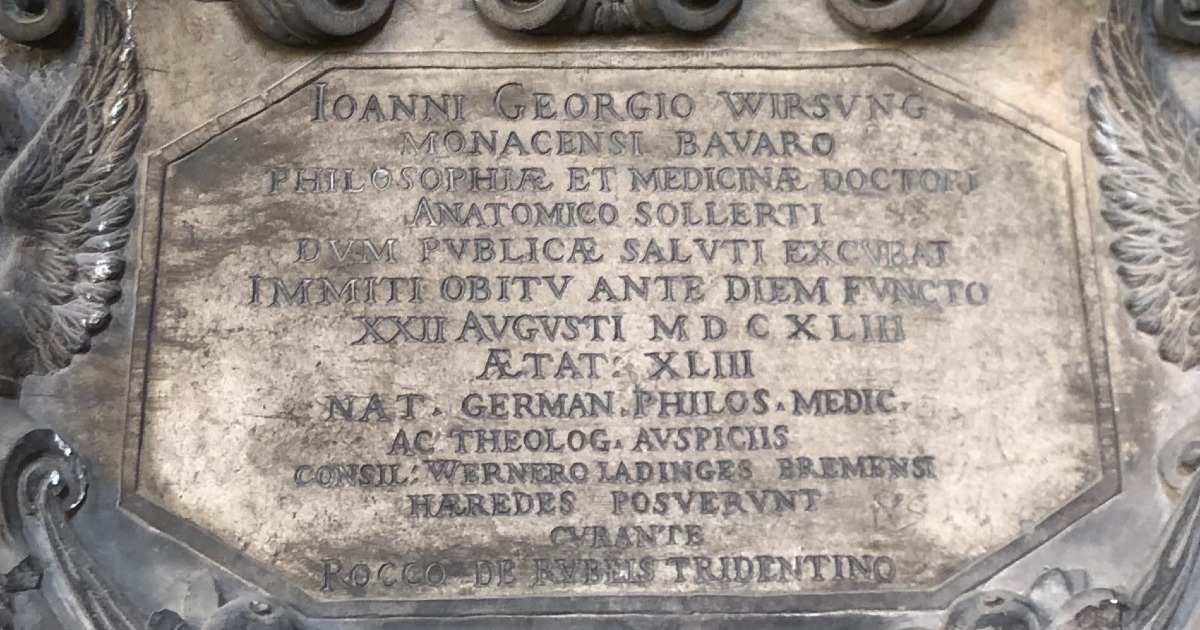 IOANNI GEORGIO WIRSVNG
MONACENSI BAVARO
PHILOSOPHIÆ ET MEDICINÆ DOCTORI
ANATOMICO SOLLERTI
DVM PVBLICÆ SALVTI EXCVBAT
IMMITI OBITV ANTE DIEM FVNCTO
XXII AVGVSTI M D C XLIII
ÆTAT: XLIII
NAT. GERMAN. PHILOS. MEDIC.
AC THEOLOG. AVSPICIIS
CONSIL: WERNERO LADINGES BREMENSI
HÆREDES POSVERVNT
CVRANTE
ROCCO DE RVBEIS TRIDENTINO